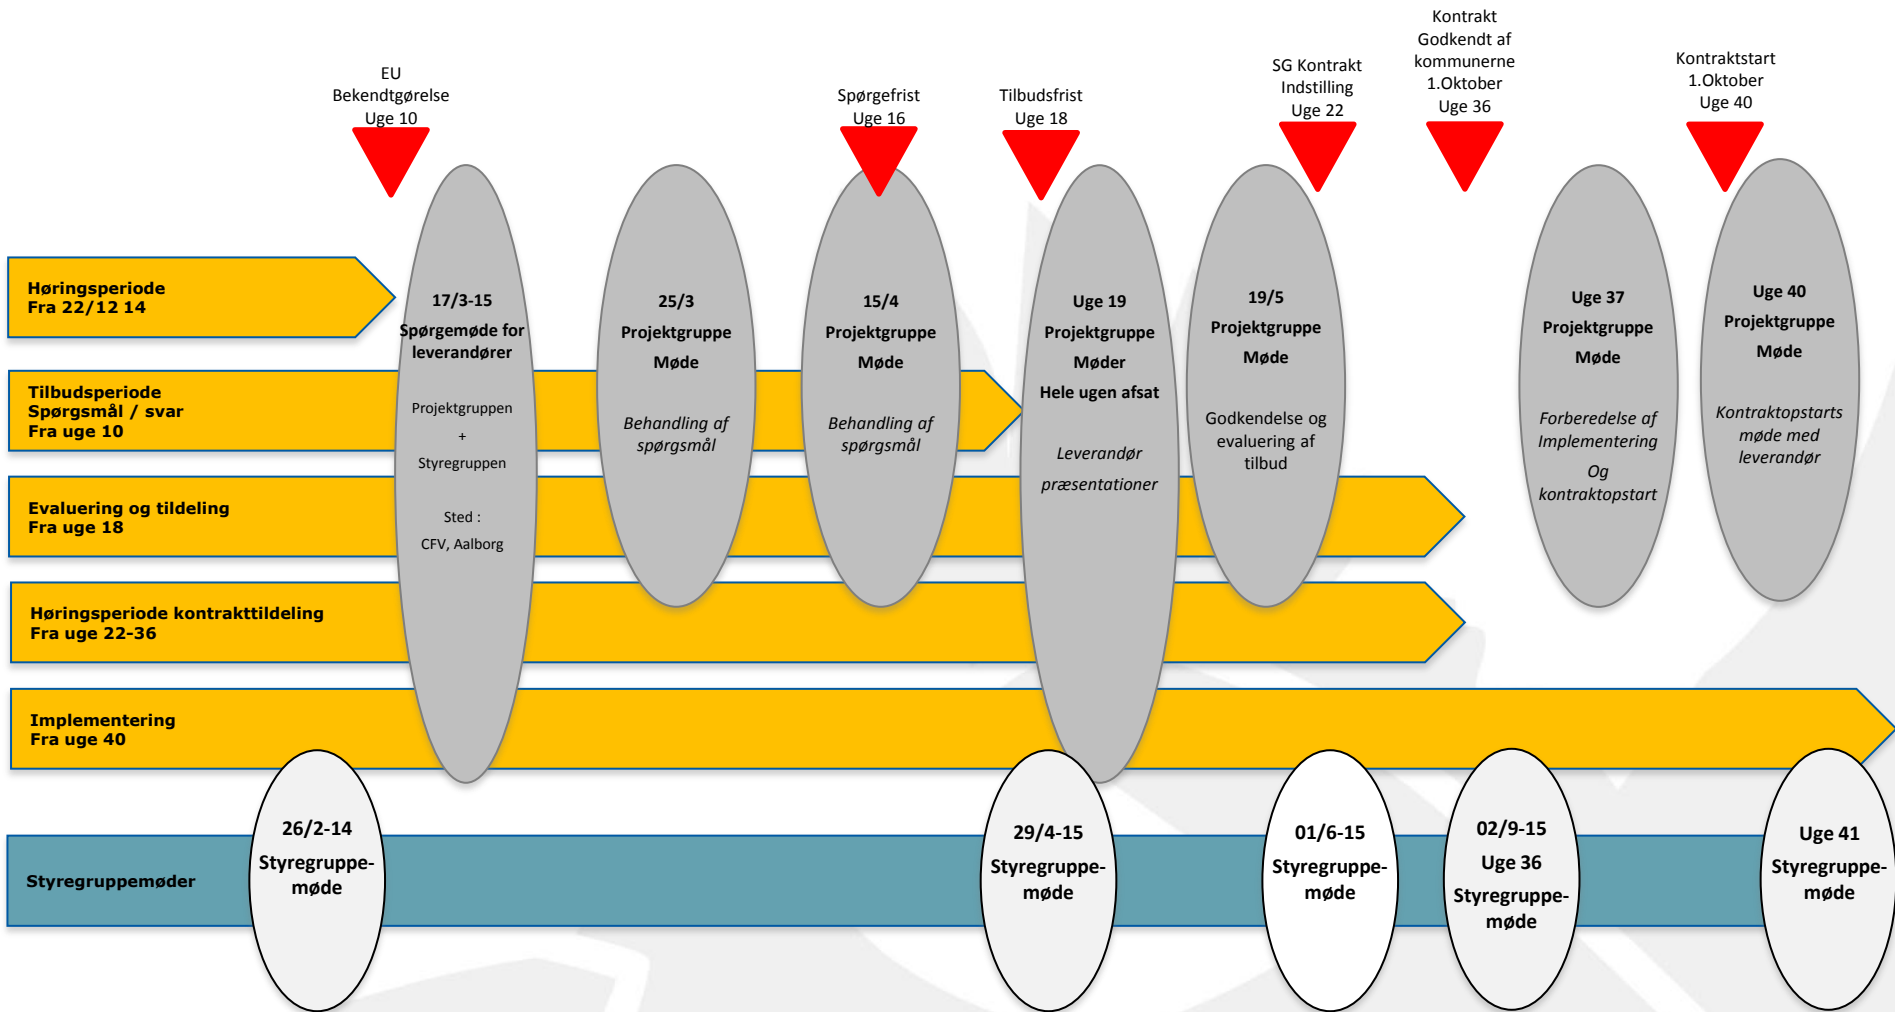 EU
Bekendtgørelse
Uge 10
Spørgefrist
Uge 16
Tilbudsfrist
Uge 18
SG Kontrakt
Indstilling
Uge 22
Kontrakt
Godkendt af
kommunerne
1.Oktober
Uge 36
Kontraktstart
1.Oktober
Uge 40
Høringsperiode
Fra 22/12 14
Tilbudsperiode
Spørgsmål / svar
Fra uge 10
Evaluering og tildeling
Fra uge 18
Høringsperiode kontrakttildeling
Fra uge 22-36
Implementering
Fra uge 40
17/3-15
Spørgemøde for
leverandører
Projektgruppen
+
Styregruppen
Sted :
CFV, Aalborg
25/3
Projektgruppe
Møde
Behandling af
spørgsmål
15/4
Projektgruppe
Møde
Behandling af
spørgsmål
Uge 19
Projektgruppe
Møder
Hele ugen afsat
Leverandør
præsentationer
19/5
Projektgruppe
Møde
Godkendelse og
evaluering af
tilbud
Uge 37
Projektgruppe
Møde
Forberedelse af
Implementering
Og
kontraktopstart
Uge 40
Projektgruppe
Møde
Kontraktopstarts
møde med
leverandør
Styregruppemøder
26/2-14
Styregruppe-
møde
29/4-15
Styregruppe-
møde
01/6-15
Styregruppe-
møde
02/9-15
Uge 36
Styregruppe-
møde
Uge 41
Styregruppe-
møde